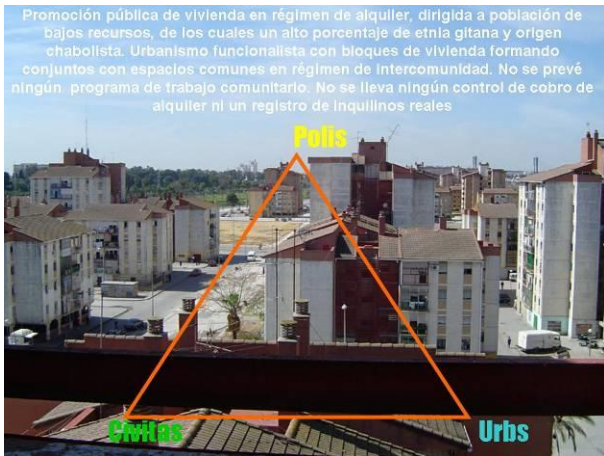 Promoción pública de vivienda en régimen de alquiler, dirigida a población de
bajos recursos, de los cuales un alto porcentaje de etnia gitana y origen
chabolista. Urbanismo funcionalista con bloques de vivienda formando
conjuntos con espacios comunes en régimen de intercomunidad. No se prevé
ningún programa de trabajo comunitario. No se lleva ningún control de cobro de
alquiler ni un registro de inquilinos reales
Polis
Civitas
Urbs